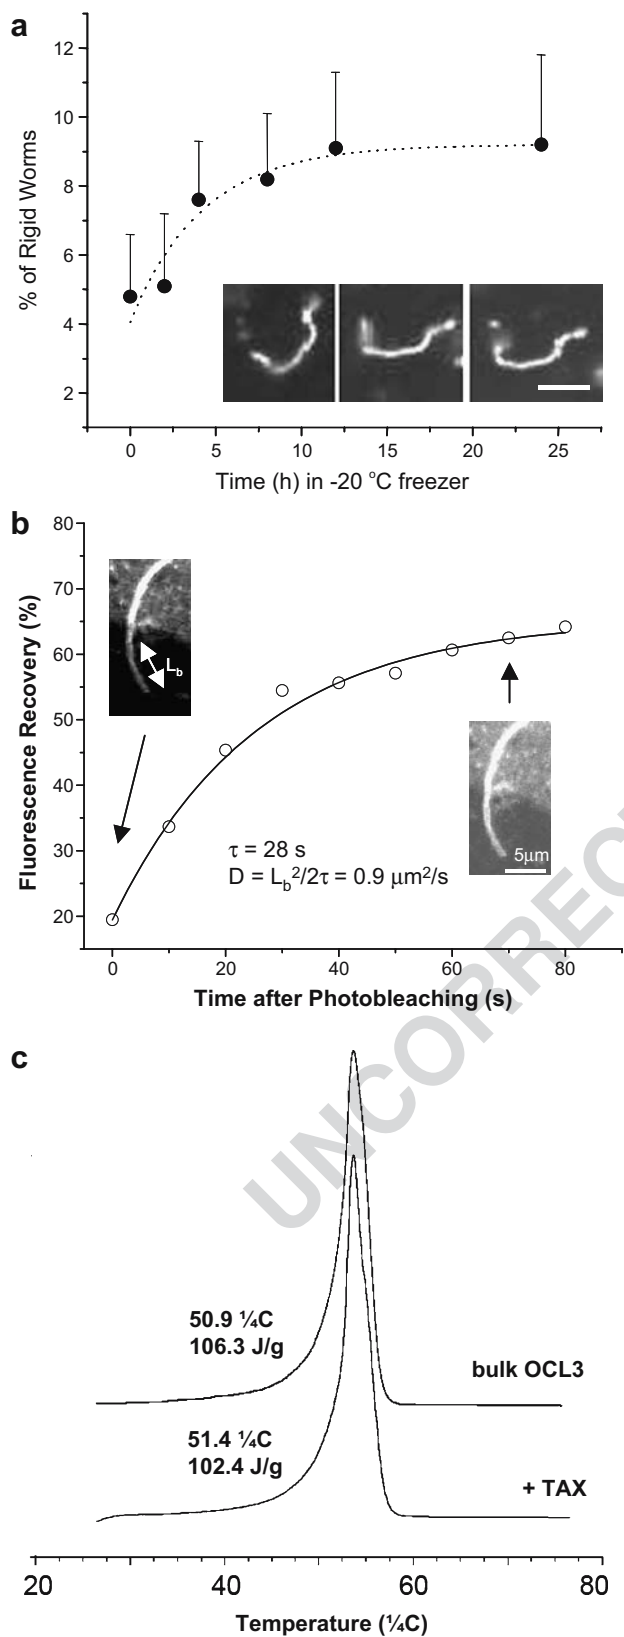 a
12
10
8
6
4
2
% of Rigid Worms
0 5 10 15 20 25
Time (h) in -20 °C freezer
b
80
70
60
50
40
30
20
Fluorescence Recovery (%)
L_b
5µm
τ = 28 s
D = L_b²/2τ = 0.9 µm²/s
0 20 40 60 80
Time after Photobleaching (s)
UNCORREC
c
50.9 ¼C
106.3 J/g
bulk OCL3
51.4 ¼C
102.4 J/g
+ TAX
20 40 60 80
Temperature (¼C)